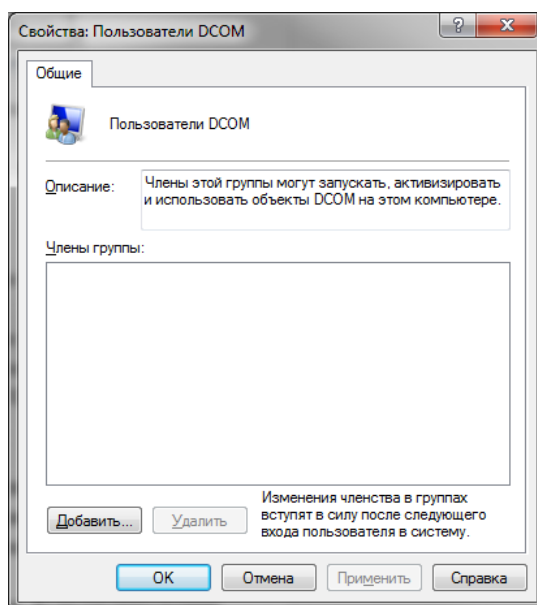 Свойства: Пользователи DCOM
Общие
Пользователи DCOM
Описание:
Члены этой группы могут запускать, активизировать
и использовать объекты DCOM на этом компьютере.
Члены группы:
Добавить...
Удалить
Изменения членства в группах
вступят в силу после следующего
входа пользователя в систему.
OK
Отмена
Применить
Справка